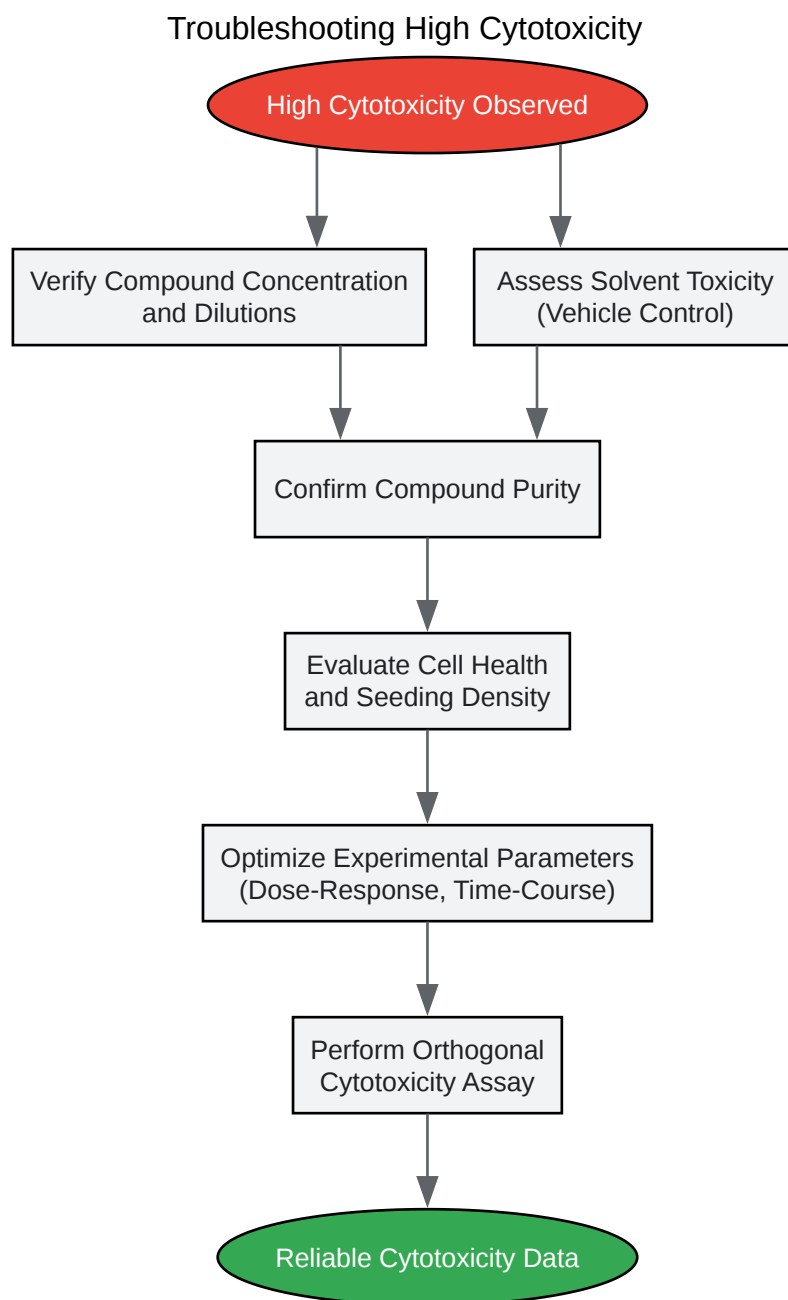 Troubleshooting High Cytotoxicity
High Cytotoxicity Observed
Verify Compound Concentration
and Dilutions
Assess Solvent Toxicity
(Vehicle Control)
Confirm Compound Purity
Evaluate Cell Health
and Seeding Density
Optimize Experimental Parameters
(Dose-Response, Time-Course)
Perform Orthogonal
Cytotoxicity Assay
Reliable Cytotoxicity Data